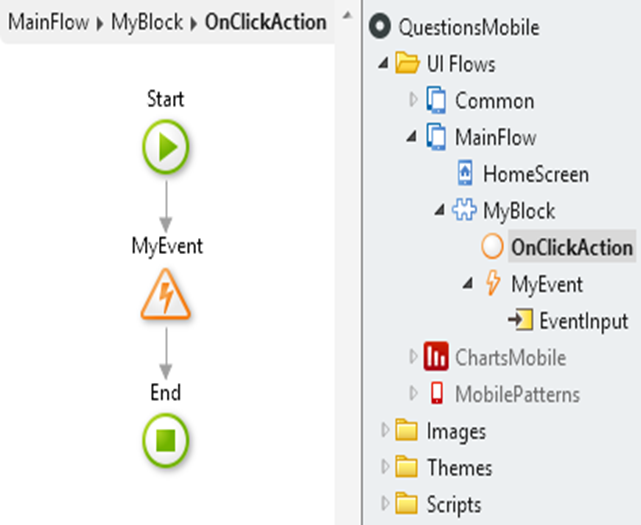 MainFlow ▸ MyBlock ▸ OnClickAction
Start
MyEvent
End
QuestionsMobile
UI Flows
Common
MainFlow
HomeScreen
MyBlock
OnClickAction
MyEvent
EventInput
ChartsMobile
MobilePatterns
Images
Themes
Scripts